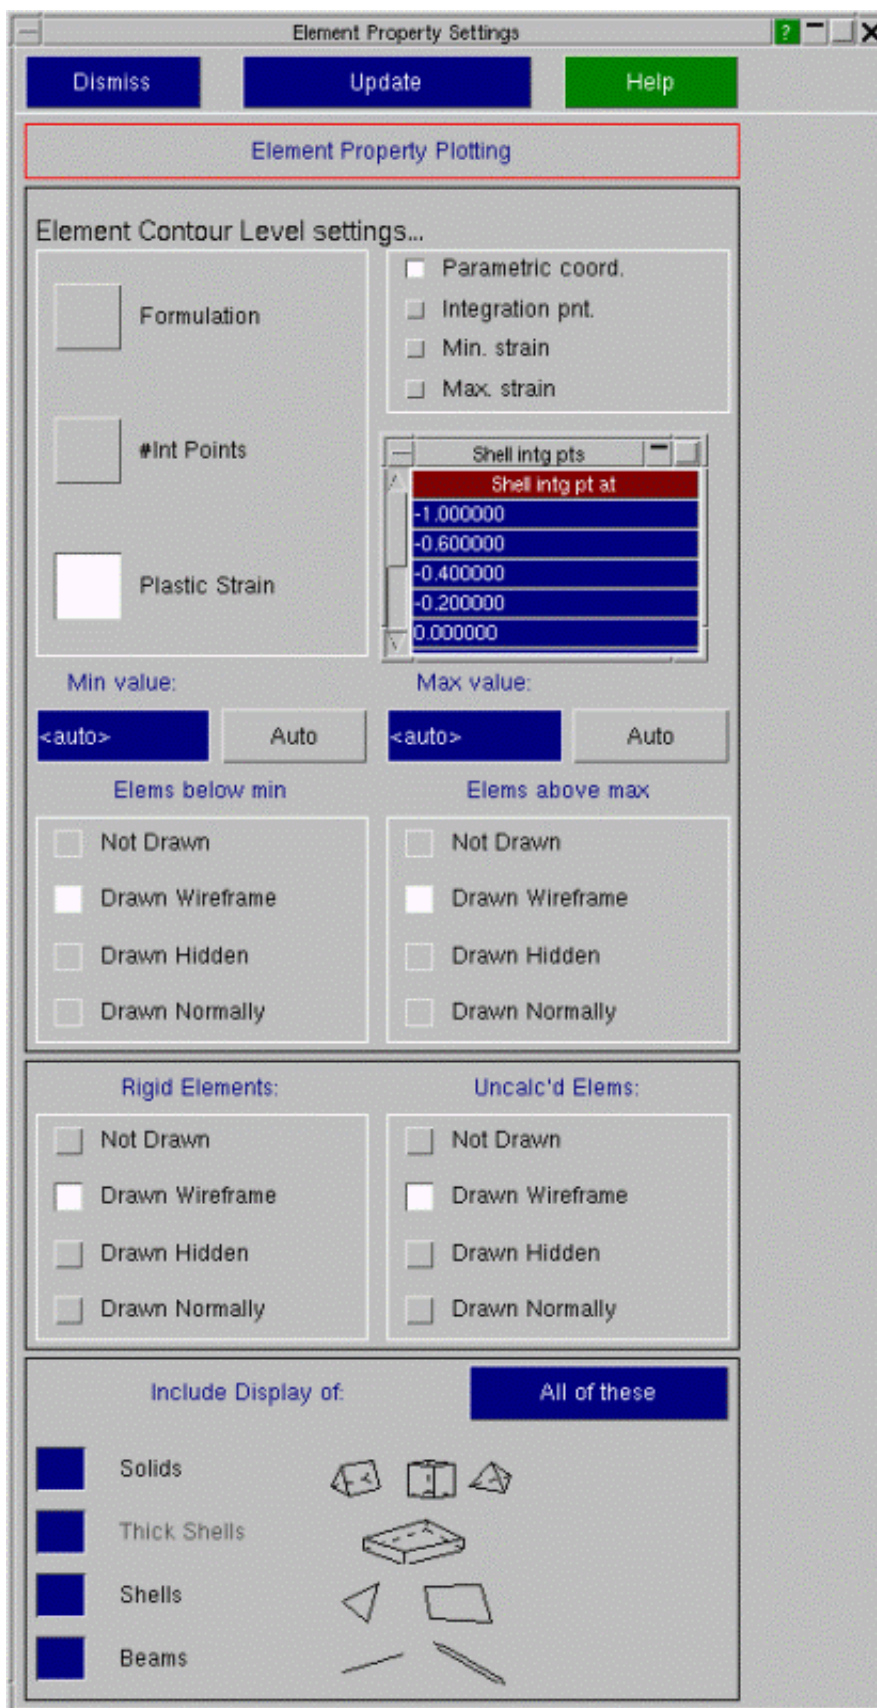 Element Property Settings ?
Dismiss Update Help
Element Property Plotting
Element Contour Level settings...
Formulation
#Int Points
Plastic Strain
Parametric coord.
Integration pnt.
Min. strain
Max. strain
Shell intg pts
Shell intg pt at
-1.000000
-0.600000
-0.400000
-0.200000
0.000000
Min value: Max value:
<auto> Auto <auto> Auto
Elems below min Elems above max
Not Drawn Not Drawn
Drawn Wireframe Drawn Wireframe
Drawn Hidden Drawn Hidden
Drawn Normally Drawn Normally
Rigid Elements: Uncalc'd Elems:
Not Drawn Not Drawn
Drawn Wireframe Drawn Wireframe
Drawn Hidden Drawn Hidden
Drawn Normally Drawn Normally
Include Display of: All of these
Solids
Thick Shells
Shells
Beams